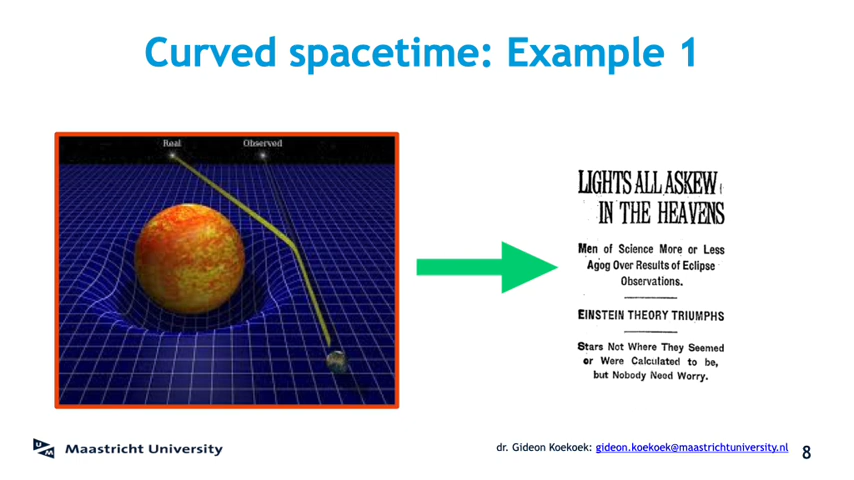 Curved spacetime: Example 1
Real
Observed
LIGHTS ALL ASKEW
IN THE HEAVENS
Men of Science More or Less
Agog Over Results of Eclipse
Observations.
EINSTEIN THEORY TRIUMPHS
Stars Not Where They Seemed
or Were Calculated to be,
but Nobody Need Worry.
UM
Maastricht University
dr. Gideon Koekoek: gideon.koekoek@maastrichtuniversity.nl
8